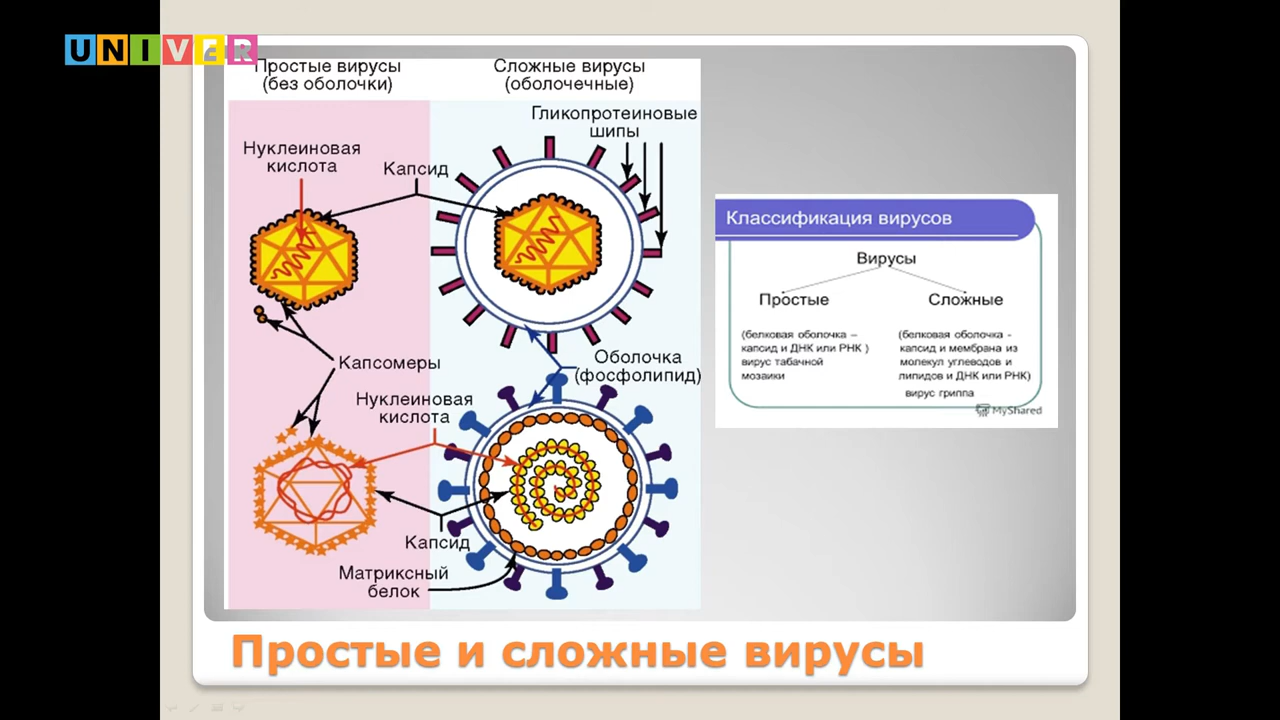 UNIVER
Простые вирусы
(без оболочки)
Сложные вирусы
(оболочечные)
Гликопротеиновые
шипы
Нуклеиновая
кислота
Капсид
Капсомеры
Оболочка
(фосфолипид)
Нуклеиновая
кислота
Капсид
Матриксный
белок
Классификация вирусов
Вирусы
Простые
Сложные
(белковая оболочка –
капсид и ДНК или РНК )
вирус табачной
мозаики
(белковая оболочка -
капсид и мембрана из
молекул углеводов и
липидов и ДНК или РНК)
вирус гриппа
MyShared
Простые и сложные вирусы